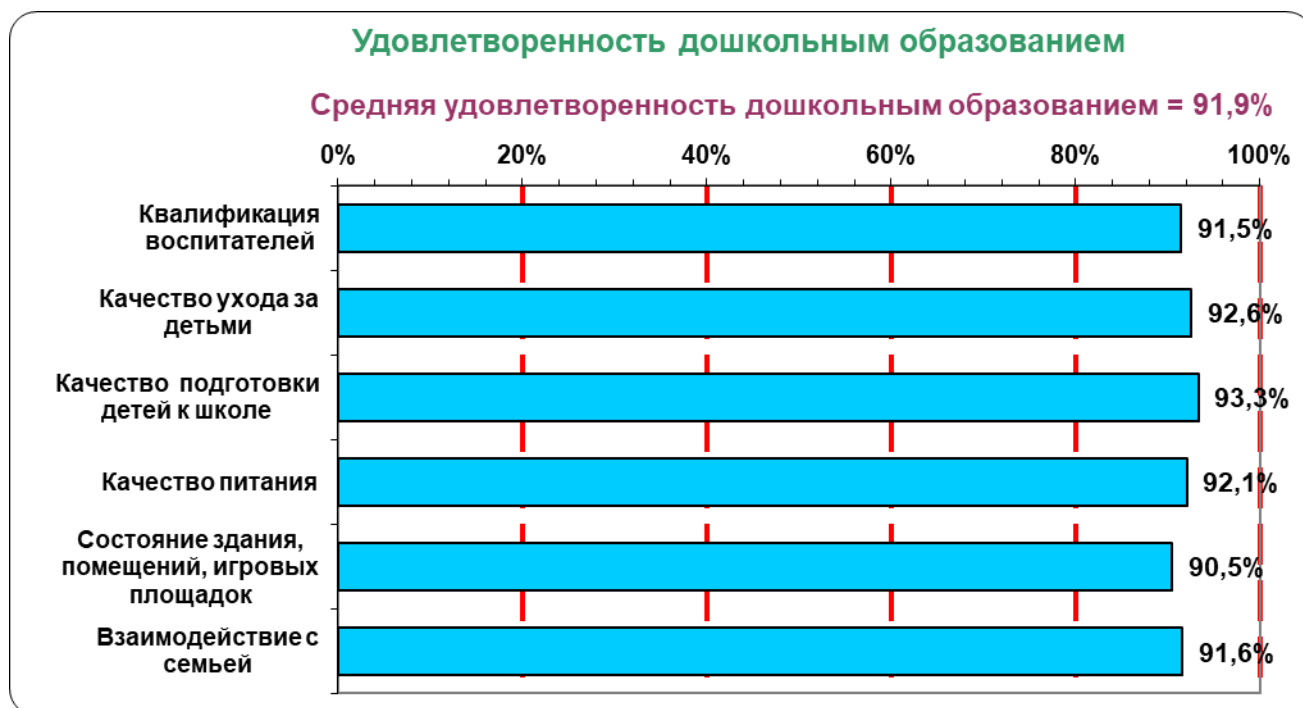 Удовлетворенность дошкольным образованием
Средняя удовлетворенность дошкольным образованием = 91,9%
0% 20% 40% 60% 80% 100%
Квалификация
воспитателей
91,5%
Качество ухода за
детьми
92,6%
Качество подготовки
детей к школе
93,3%
Качество питания
92,1%
Состояние здания,
помещений, игровых
площадок
90,5%
Взаимодействие с
семьей
91,6%